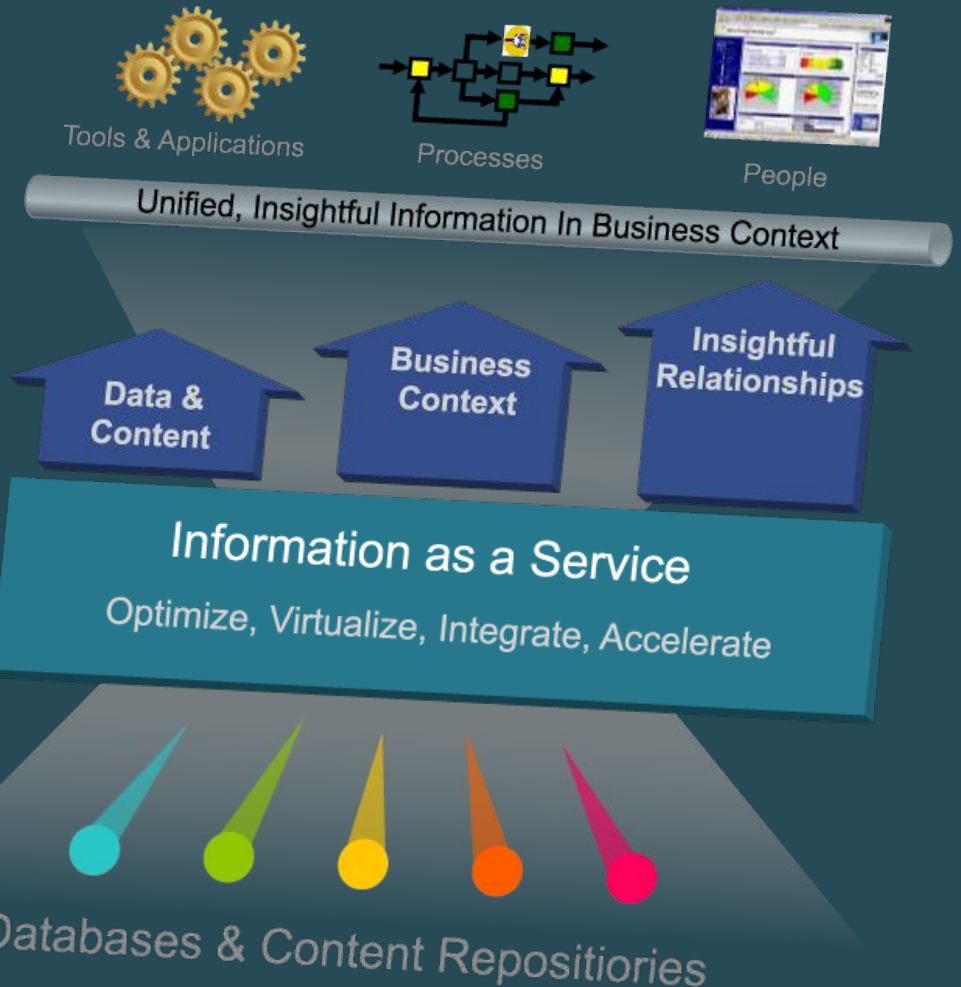 Tools & Applications
Processes
People
Unified, Insightful Information In Business Context
Data &
Content
Business
Context
Insightful
Relationships
Information as a Service
Optimize, Virtualize, Integrate, Accelerate
Databases & Content Repositiories